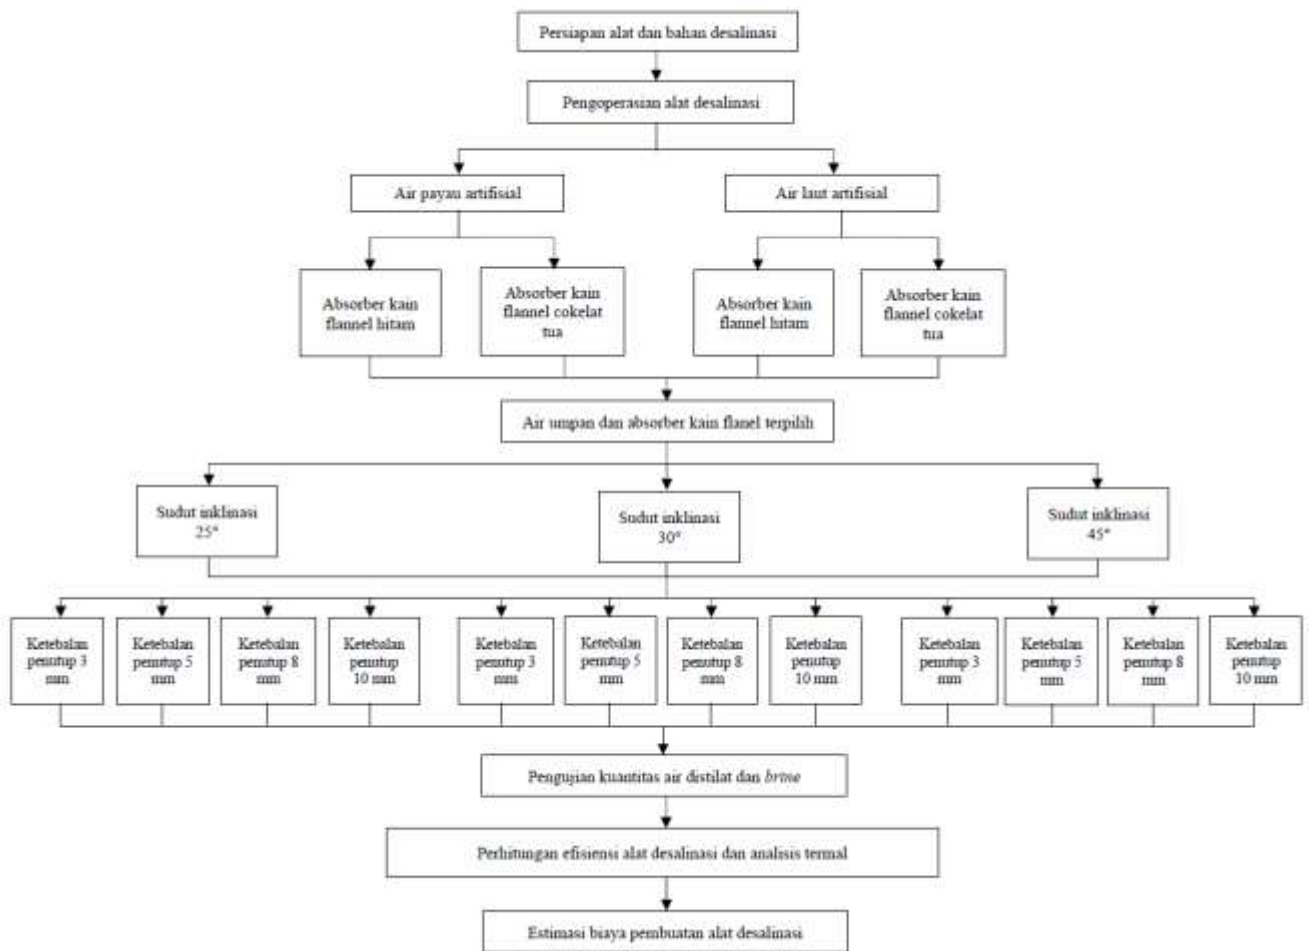 Persiapan alat dan bahan desalinasi
Pengoperasian alat desalinasi
Air payau artifisial
Air laut artifisial
Absorber kain
flannel hitam
Absorber kain
flannel cokelat
tua
Absorber kain
flannel hitam
Absorber kain
flannel cokelat
tua
Air umpan dan absorber kain flanel terpilih
Sudut inklinasi
25°
Sudut inklinasi
30°
Sudut inklinasi
45°
Ketebalan
penutup 3
mm
Ketebalan
penutup 5
mm
Ketebalan
penutup 8
mm
Ketebalan
penutup
10 mm
Ketebalan
penutup 3
mm
Ketebalan
penutup 5
mm
Ketebalan
penutup 8
mm
Ketebalan
penutup
10 mm
Ketebalan
penutup 3
mm
Ketebalan
penutup 5
mm
Ketebalan
penutup 8
mm
Ketebalan
penutup
10 mm
Pengujian kuantitas air distilat dan brine
Perhitungan efisiensi alat desalinasi dan analisis termal
Estimasi biaya pembuatan alat desalinasi